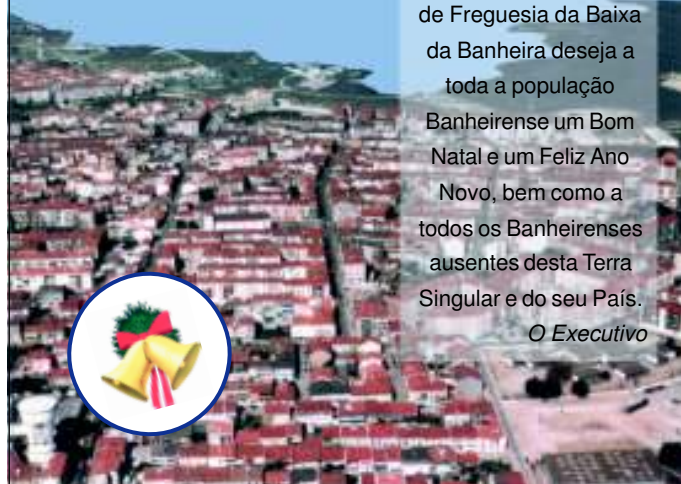 de Freguesia da Baixa
da Banheira deseja a
toda a população
Banheirense um Bom
Natal e um Feliz Ano
Novo, bem como a
todos os Banheirenses
ausentes desta Terra
Singular e do seu País.
O Executivo